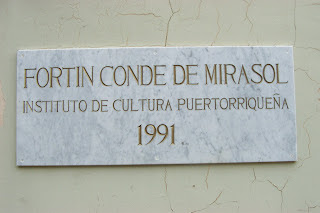 FORTIN CONDE DE MIRASOL
INSTITUTO DE CULTURA PUERTORRIQUEÑA
1991